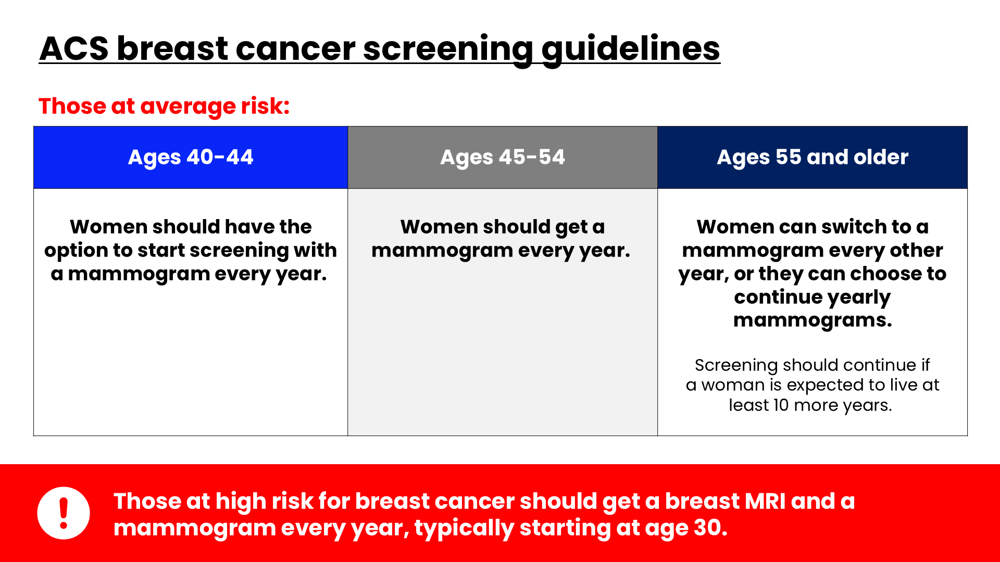 ACS breast cancer screening guidelines
Those at average risk:
Ages 40-44
Women should have the
option to start screening with
a mammogram every year.
Ages 45-54
Women should get a
mammogram every year.
Ages 55 and older
Women can switch to a
mammogram every other
year, or they can choose to
continue yearly
mammograms.
Screening should continue if
a woman is expected to live at
least 10 more years.
Those at high risk for breast cancer should get a breast MRI and a
mammogram every year, typically starting at age 30.